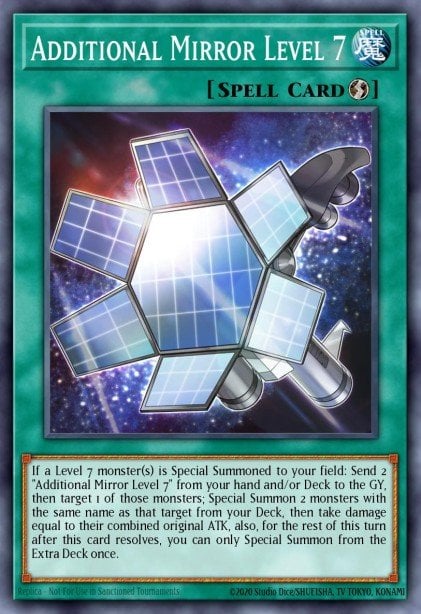 ADDITIONAL MIRROR LEVEL 7
SPELL
魔
[SPELL CARD]
If a Level 7 monster(s) is Special Summoned to your field: Send 2
"Additional Mirror Level 7" from your hand and/or Deck to the GY,
then target 1 of those monsters; Special Summon 2 monsters with
the same name as that target from your Deck, then take damage
equal to their combined original ATK, also, for the rest of this turn
after this card resolves, you can only Special Summon from the
Extra Deck once.
Replica - Not For Use in Sanctioned Tournaments
©2020 Studio Dice/SHUEISHA, TV TOKYO, KONAMI